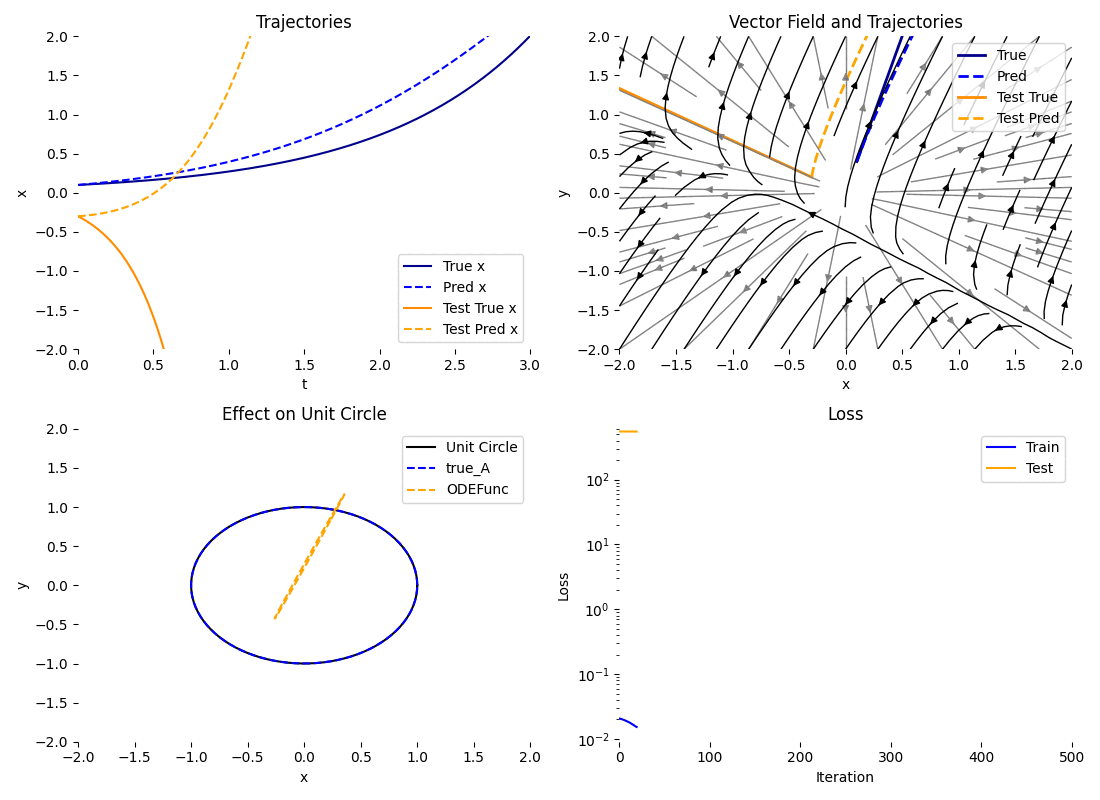 Trajectories
2.0
1.5
1.0
0.5
0.0
−0.5
−1.0
−1.5
−2.0
x
0.0 0.5 1.0 1.5 2.0 2.5 3.0
t
True x
Pred x
Test True x
Test Pred x
Vector Field and Trajectories
2.0
1.5
1.0
0.5
0.0
−0.5
−1.0
−1.5
−2.0
y
−2.0 −1.5 −1.0 −0.5 0.0 0.5 1.0 1.5 2.0
x
True
Pred
Test True
Test Pred
Effect on Unit Circle
2.0
1.5
1.0
0.5
0.0
−0.5
−1.0
−1.5
−2.0
y
−2.0 −1.5 −1.0 −0.5 0.0 0.5 1.0 1.5 2.0
x
Unit Circle
true_A
ODEFunc
Loss
10²
10¹
10⁰
10⁻¹
10⁻²
Loss
0 100 200 300 400 500
Iteration
Train
Test